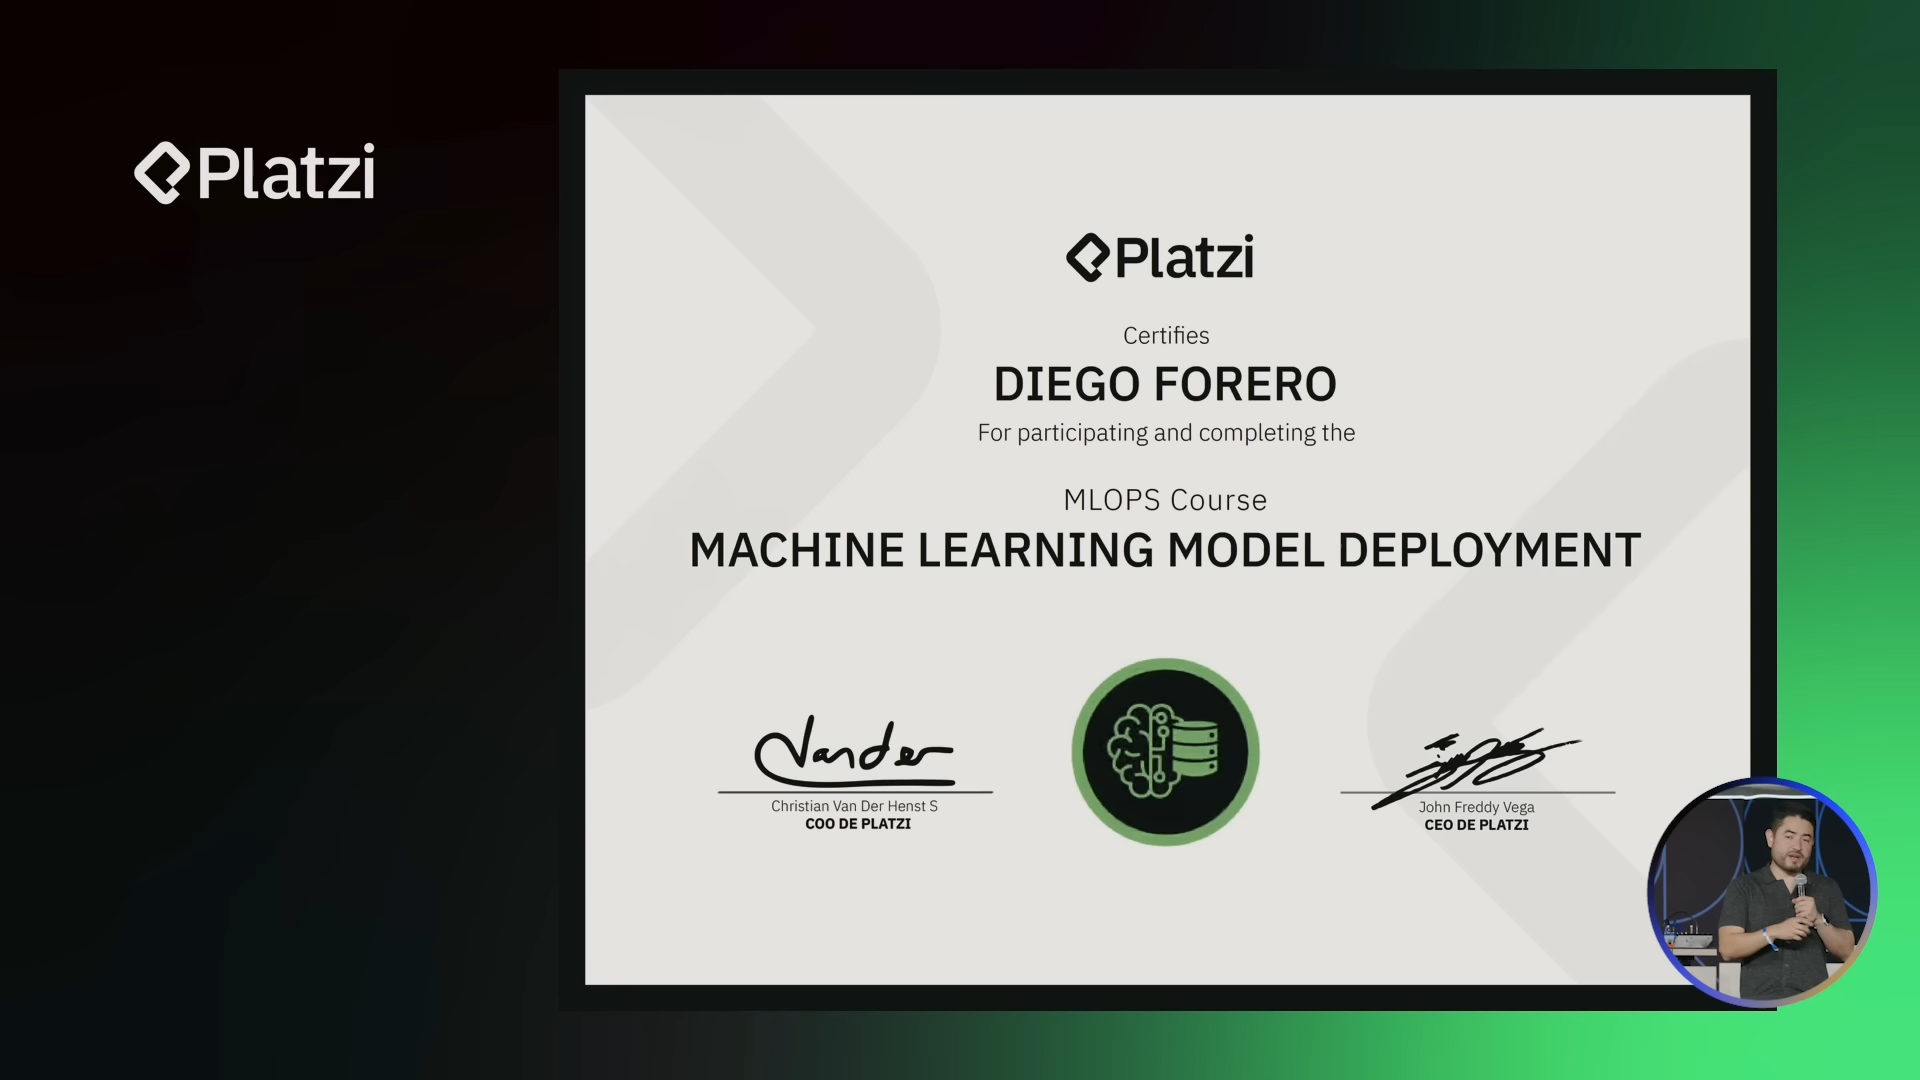 Platzi
Platzi
Certifies
DIEGO FORERO
For participating and completing the
MLOPS Course
MACHINE LEARNING MODEL DEPLOYMENT
Vander
Christian Van Der Henst S
COO DE PLATZI
John Freddy Vega
CEO DE PLATZI